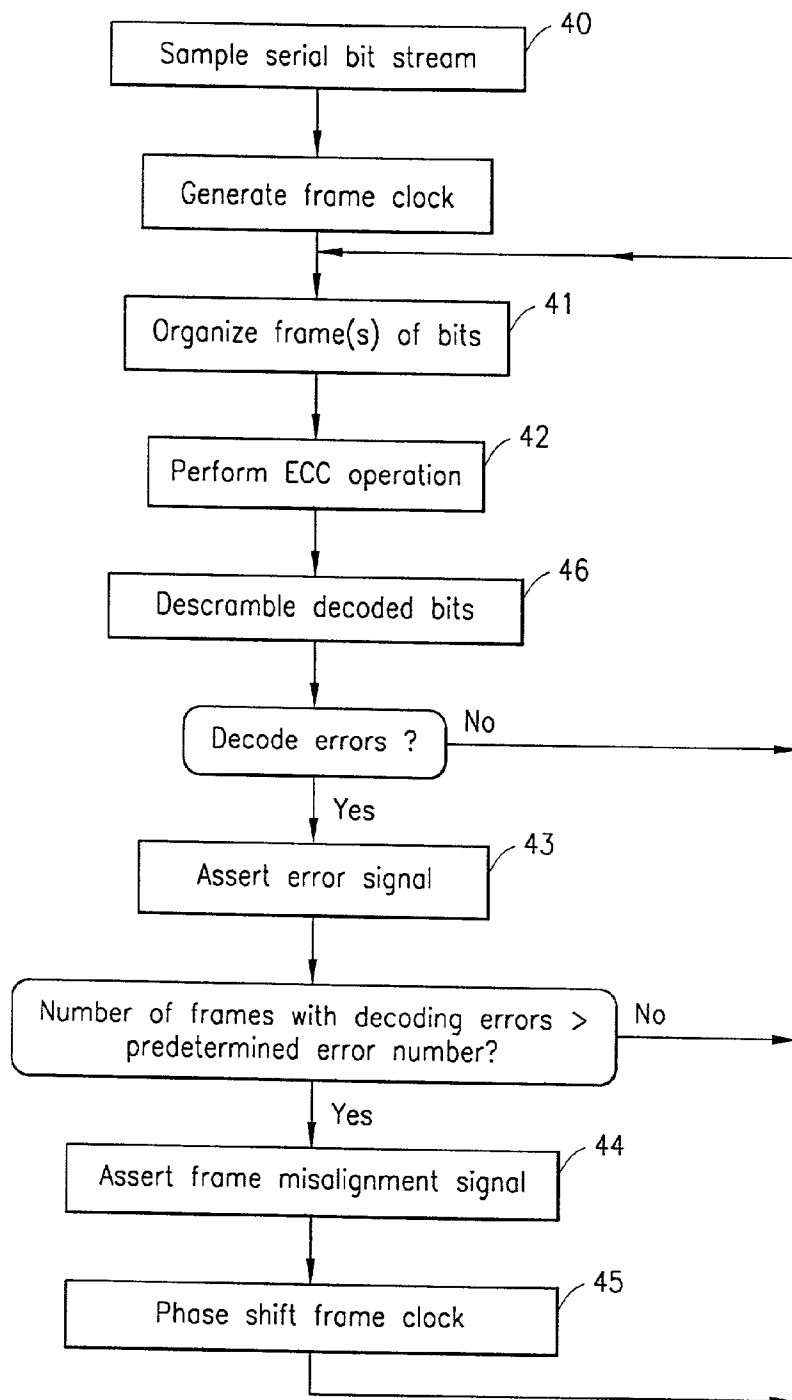 40
Sample serial bit stream
Generate frame clock
41
Organize frame(s) of bits
42
Perform ECC operation
46
Descramble decoded bits
Decode errors ?
No
Yes
43
Assert error signal
Number of frames with decoding errors >
predetermined error number?
No
Yes
44
Assert frame misalignment signal
45
Phase shift frame clock